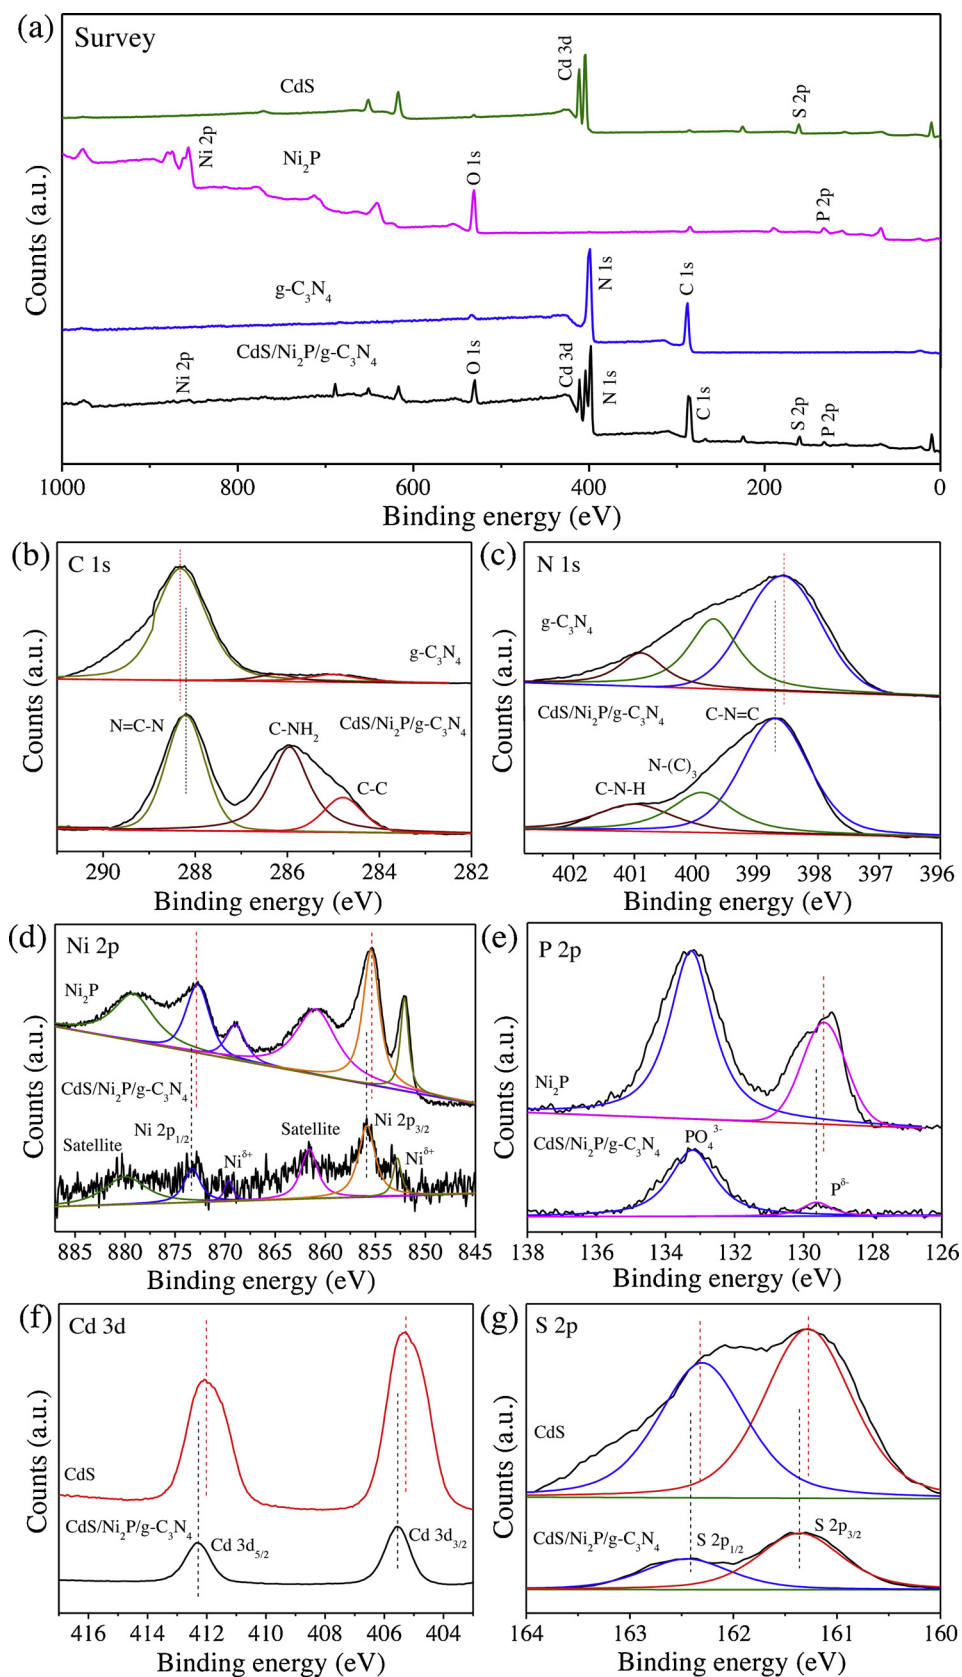 (a)
Survey
CdS
Cd 3d
S 2p
Ni 2p
Ni₂P
O 1s
P 2p
g-C₃N₄
N 1s
C 1s
CdS/Ni₂P/g-C₃N₄
Ni 2p
O 1s
Cd 3d
N 1s
C 1s
S 2p
P 2p
Counts (a.u.)
1000 800 600 400 200 0
Binding energy (eV)
(b)
C 1s
g-C₃N₄
N=C-N
C-NH₂
CdS/Ni₂P/g-C₃N₄
C-C
Counts (a.u.)
290 288 286 284 282
Binding energy (eV)
(c)
N 1s
g-C₃N₄
CdS/Ni₂P/g-C₃N₄
C-N=C
N-(C)₃
C-N-H
Counts (a.u.)
402 401 400 399 398 397 396
Binding energy (eV)
(d)
Ni 2p
Ni₂P
CdS/Ni₂P/g-C₃N₄
Satellite
Ni 2p₁/₂
Niᵟ⁺
Satellite
Ni 2p₃/₂
Niᵟ⁺
Counts (a.u.)
885 880 875 870 865 860 855 850 845
Binding energy (eV)
(e)
P 2p
Ni₂P
CdS/Ni₂P/g-C₃N₄
PO₄³⁻
Pᵟ⁻
Counts (a.u.)
138 136 134 132 130 128 126
Binding energy (eV)
(f)
Cd 3d
CdS
CdS/Ni₂P/g-C₃N₄
Cd 3d₅/₂
Cd 3d₃/₂
Counts (a.u.)
416 414 412 410 408 406 404
Binding energy (eV)
(g)
S 2p
CdS
CdS/Ni₂P/g-C₃N₄
S 2p₁/₂
S 2p₃/₂
Counts (a.u.)
164 163 162 161 160
Binding energy (eV)